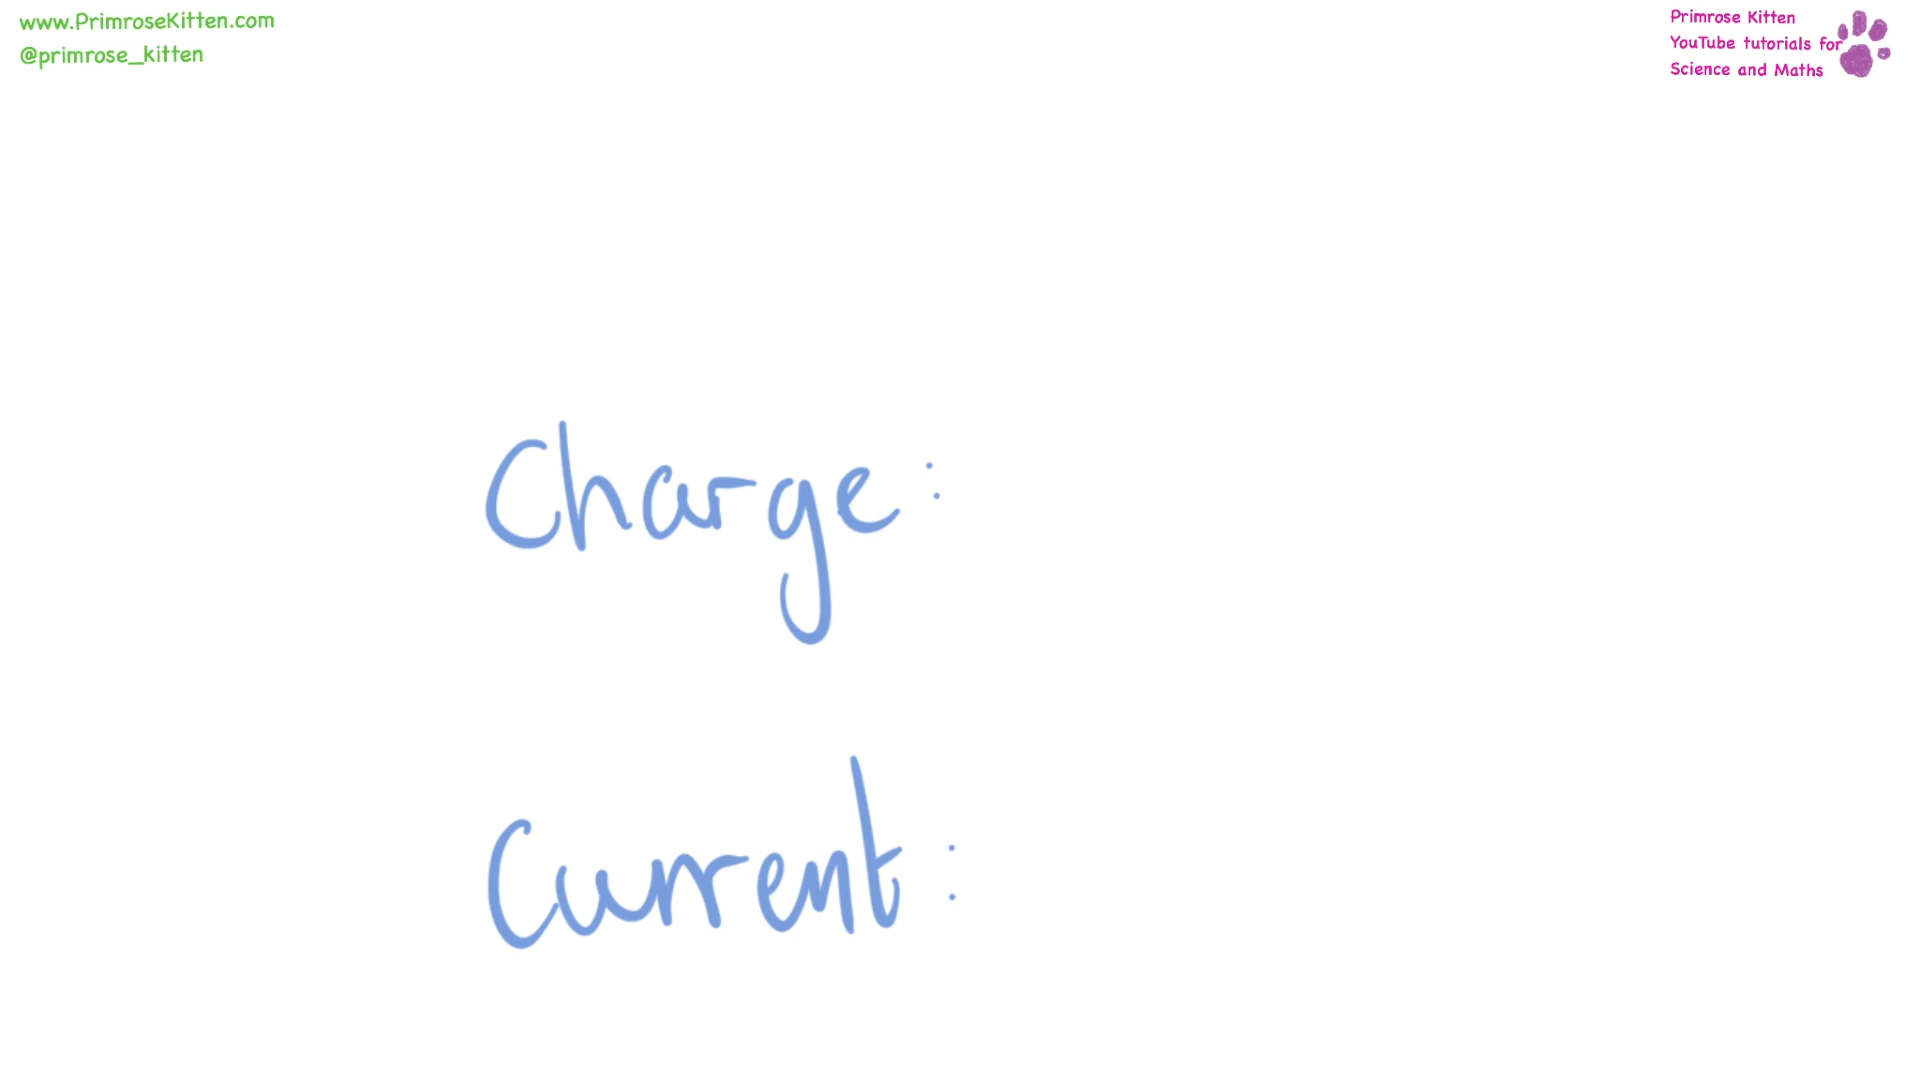 www.PrimroseKitten.com
@primrose_kitten
Primrose Kitten
YouTube tutorials for
Science and Maths
Charge:
Current: